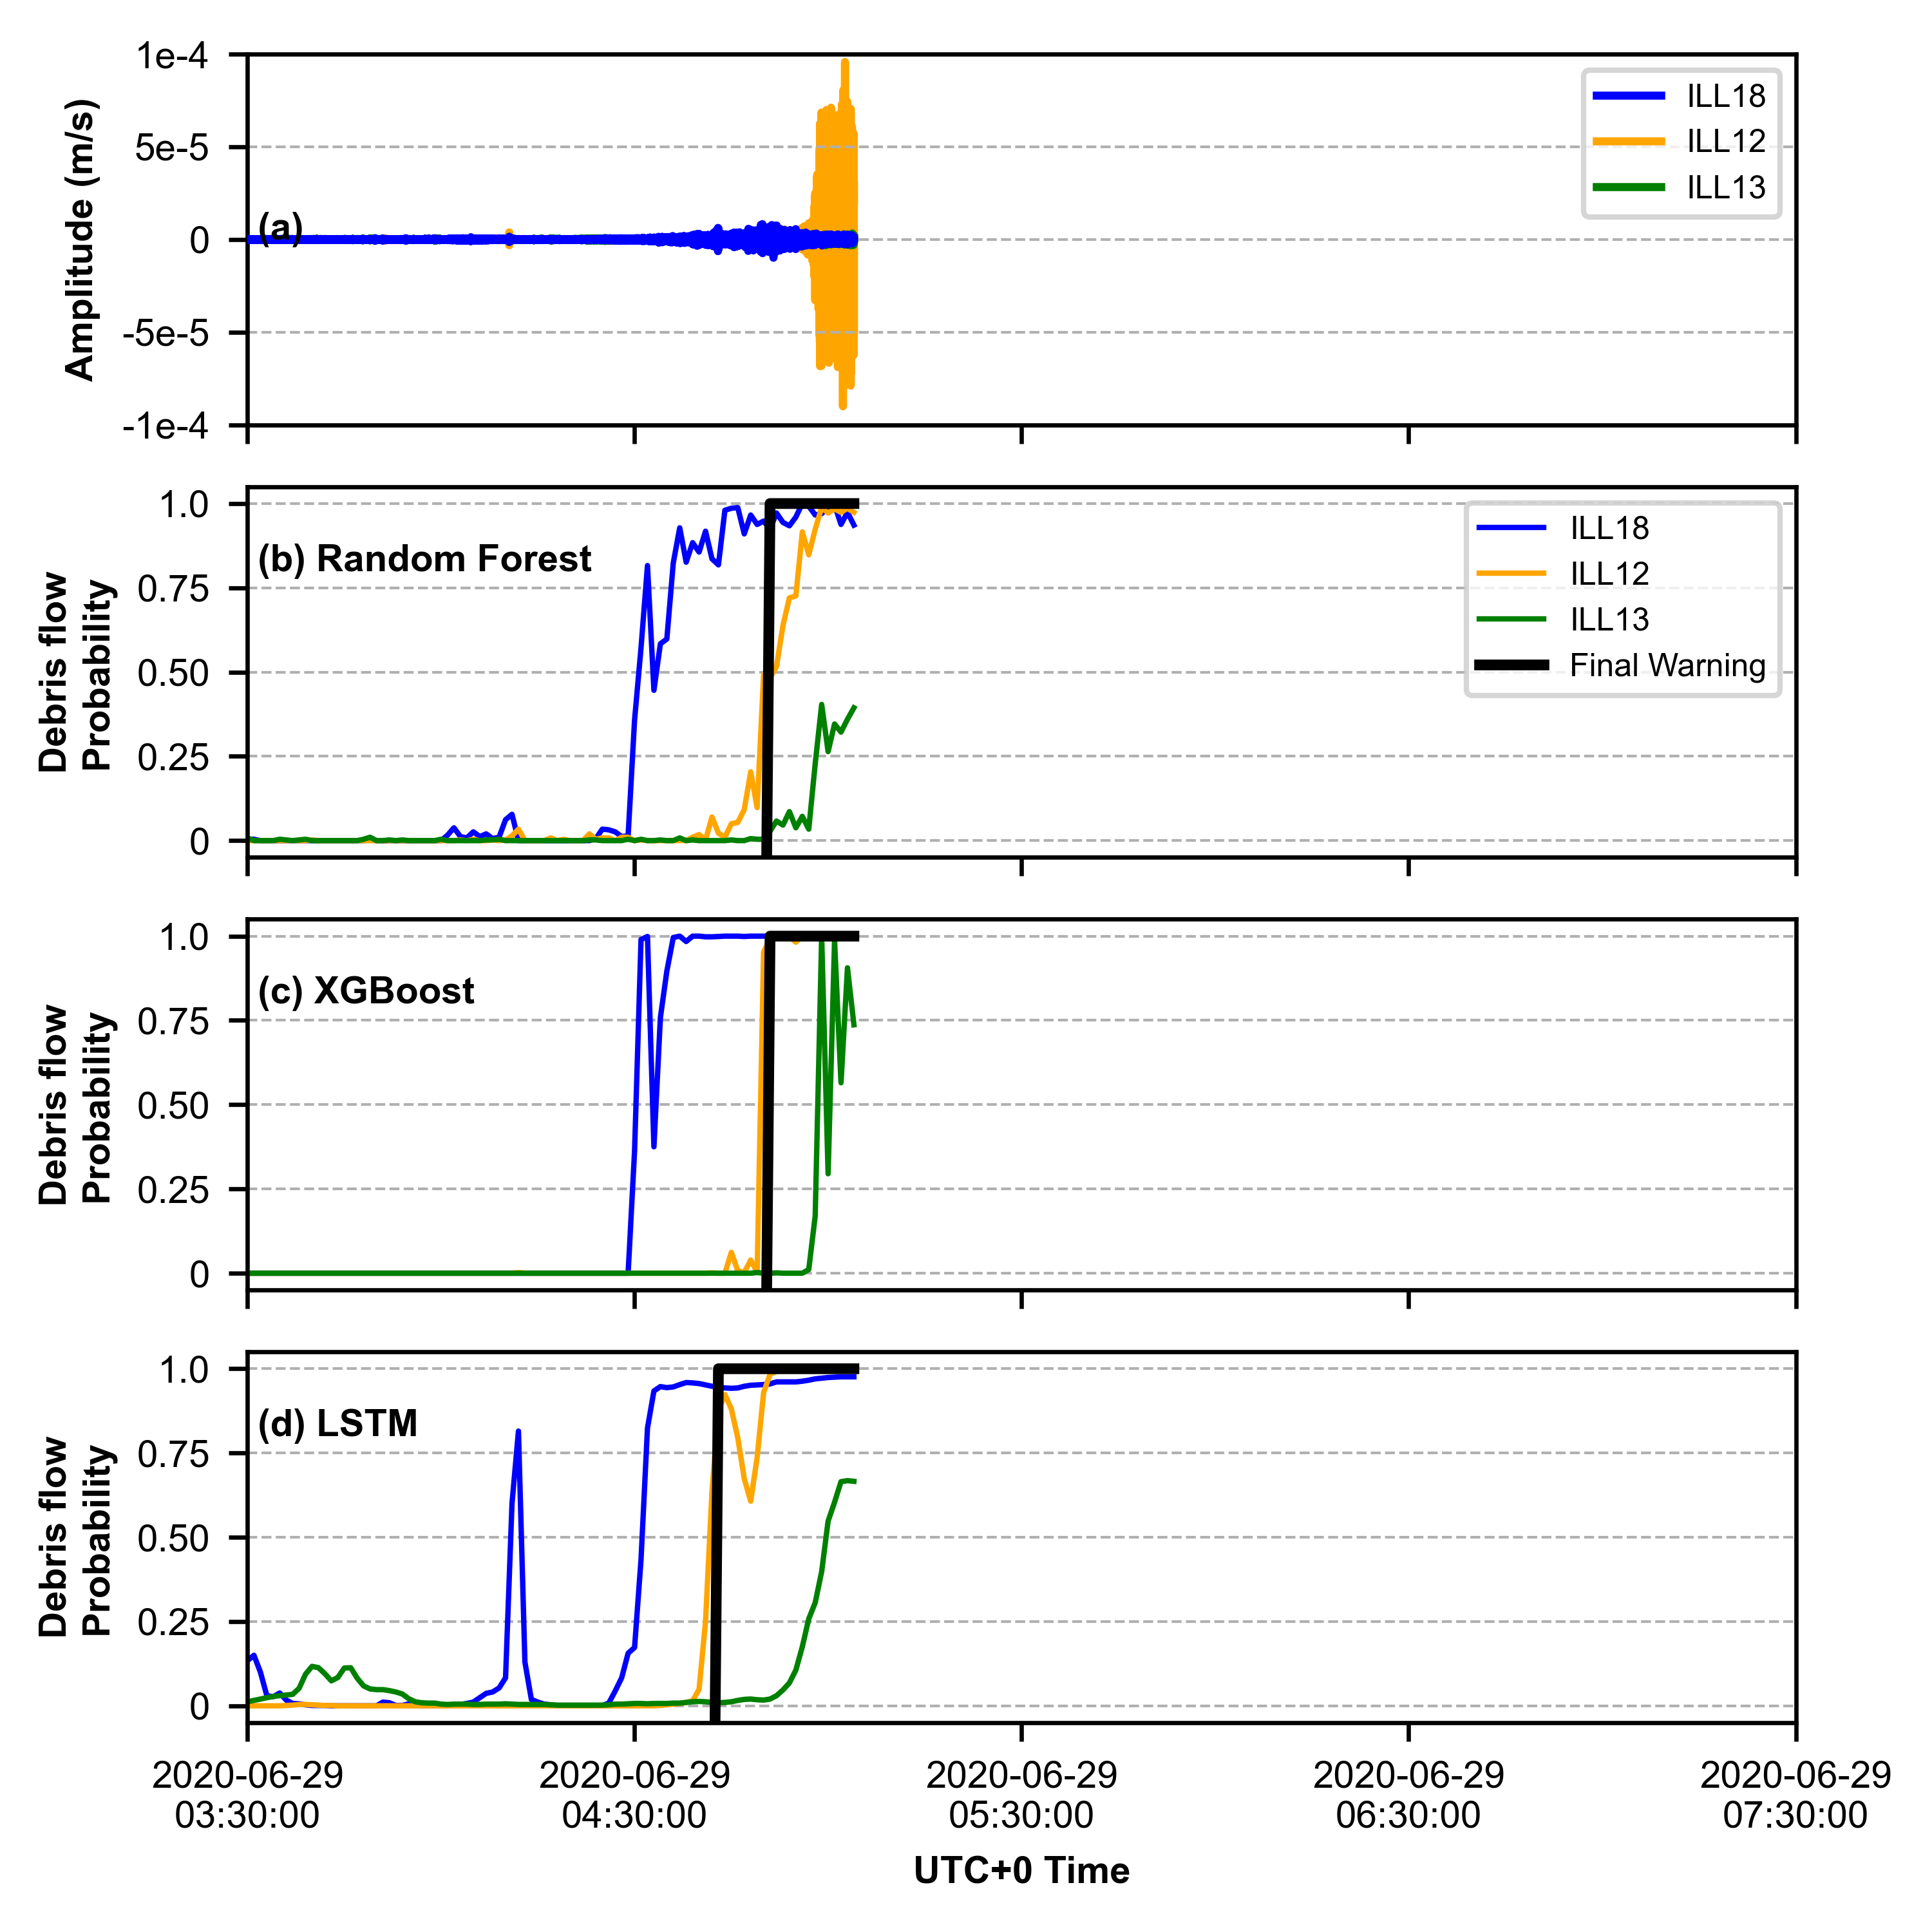 1e-4
5e-5
0
-5e-5
-1e-4
Amplitude (m/s)
(a)
ILL18
ILL12
ILL13
1.0
0.75
0.50
0.25
0
Debris flow
Probability
(b) Random Forest
ILL18
ILL12
ILL13
Final Warning
1.0
0.75
0.50
0.25
0
Debris flow
Probability
(c) XGBoost
1.0
0.75
0.50
0.25
0
Debris flow
Probability
(d) LSTM
2020-06-29
03:30:00
2020-06-29
04:30:00
2020-06-29
05:30:00
2020-06-29
06:30:00
2020-06-29
07:30:00
UTC+0 Time